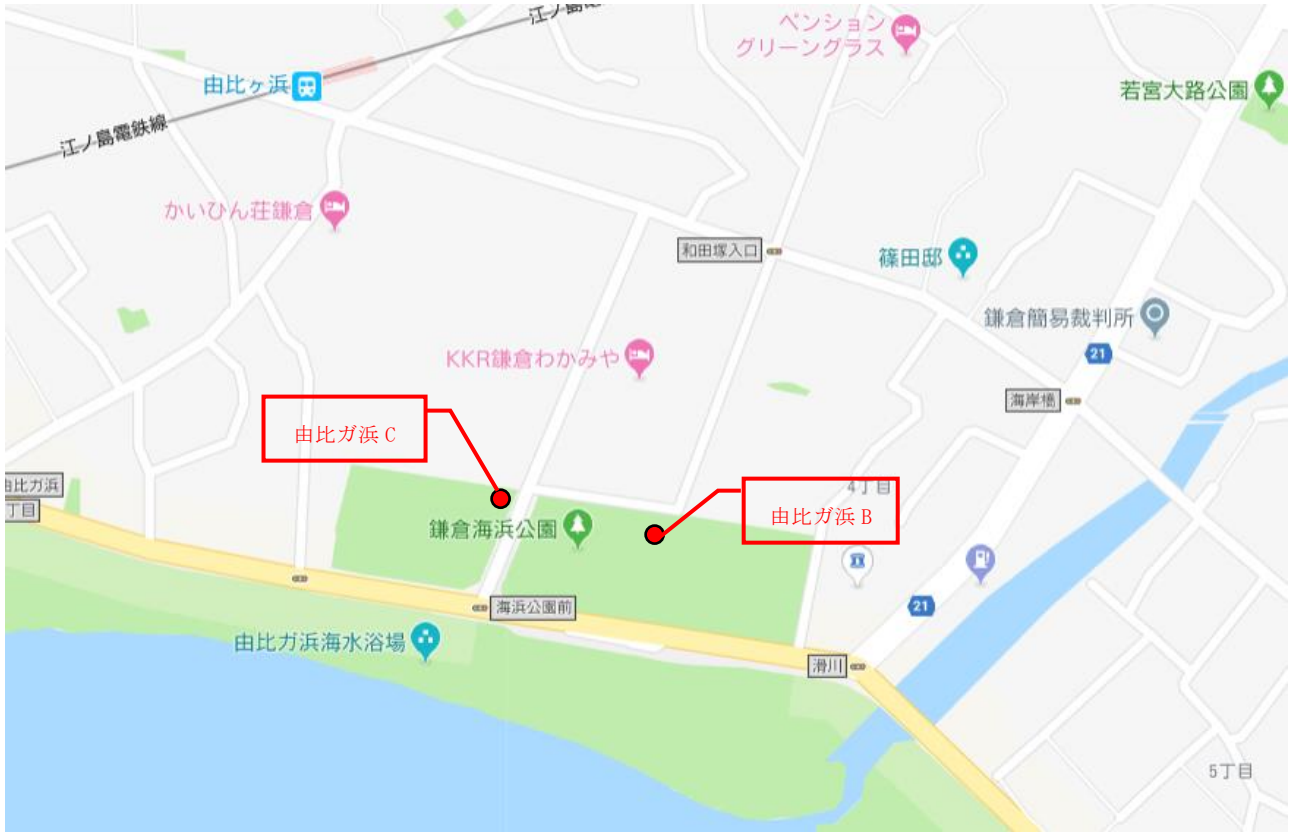 江ノ島電
ペンション
グリーングラス
由比ヶ浜
若宮大路公園
江ノ島電鉄線
かいひん荘鎌倉
和田塚入口
篠田邸
鎌倉簡易裁判所
KKR鎌倉わかみや
21
海岸橋
由比ガ浜 C
由比ガ浜
丁目
4丁目
由比ガ浜 B
鎌倉海浜公園
21
海浜公園前
由比ガ浜海水浴場
滑川
5丁目